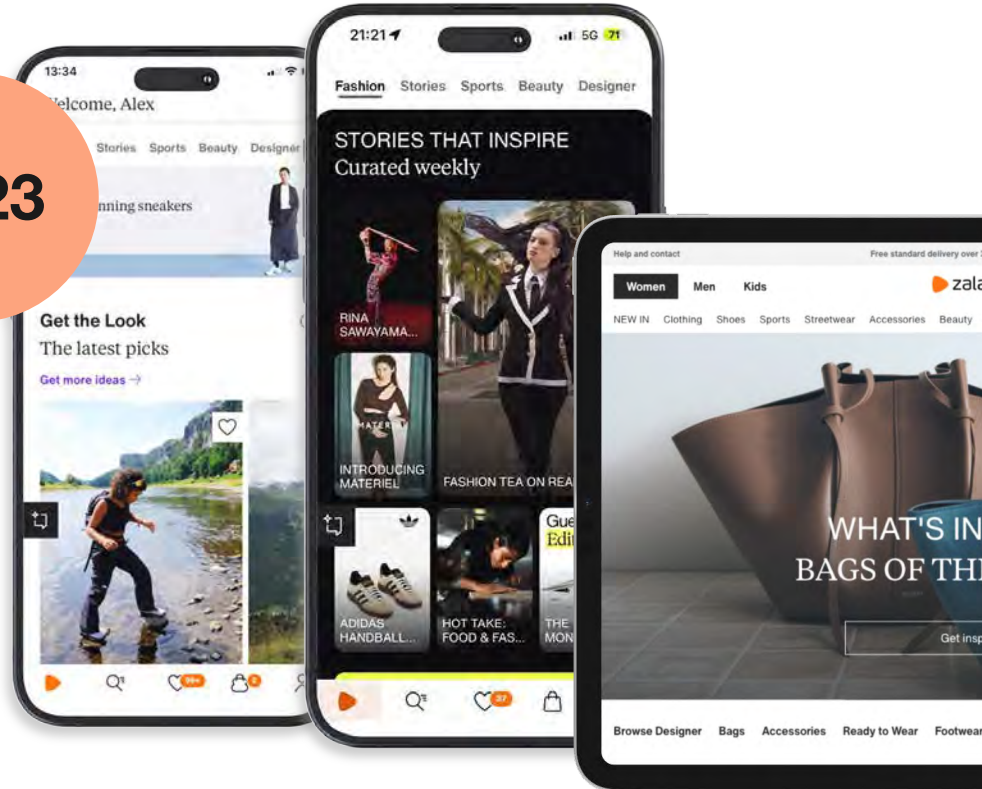 23
13:34
Welcome, Alex
Stories Sports Beauty Designer
nning sneakers
Get the Look
The latest picks
Get more ideas →
99+
2
21:21
5G 71
Fashion Stories Sports Beauty Designer
STORIES THAT INSPIRE
Curated weekly
RINA
SAWAYAMA...
MATERI
INTRODUCING
MATERIEL
FASHION TEA ON REA
ADIDAS
HANDBALL...
HOT TAKE:
FOOD & FAS...
Gue
Edit
THE
MON
37
Help and contact
Free standard delivery over
Women Men Kids
zala
NEW IN Clothing Shoes Sports Streetwear Accessories Beauty
WHAT'S IN
BAGS OF THE
Get insp
Browse Designer Bags Accessories Ready to Wear Footwear